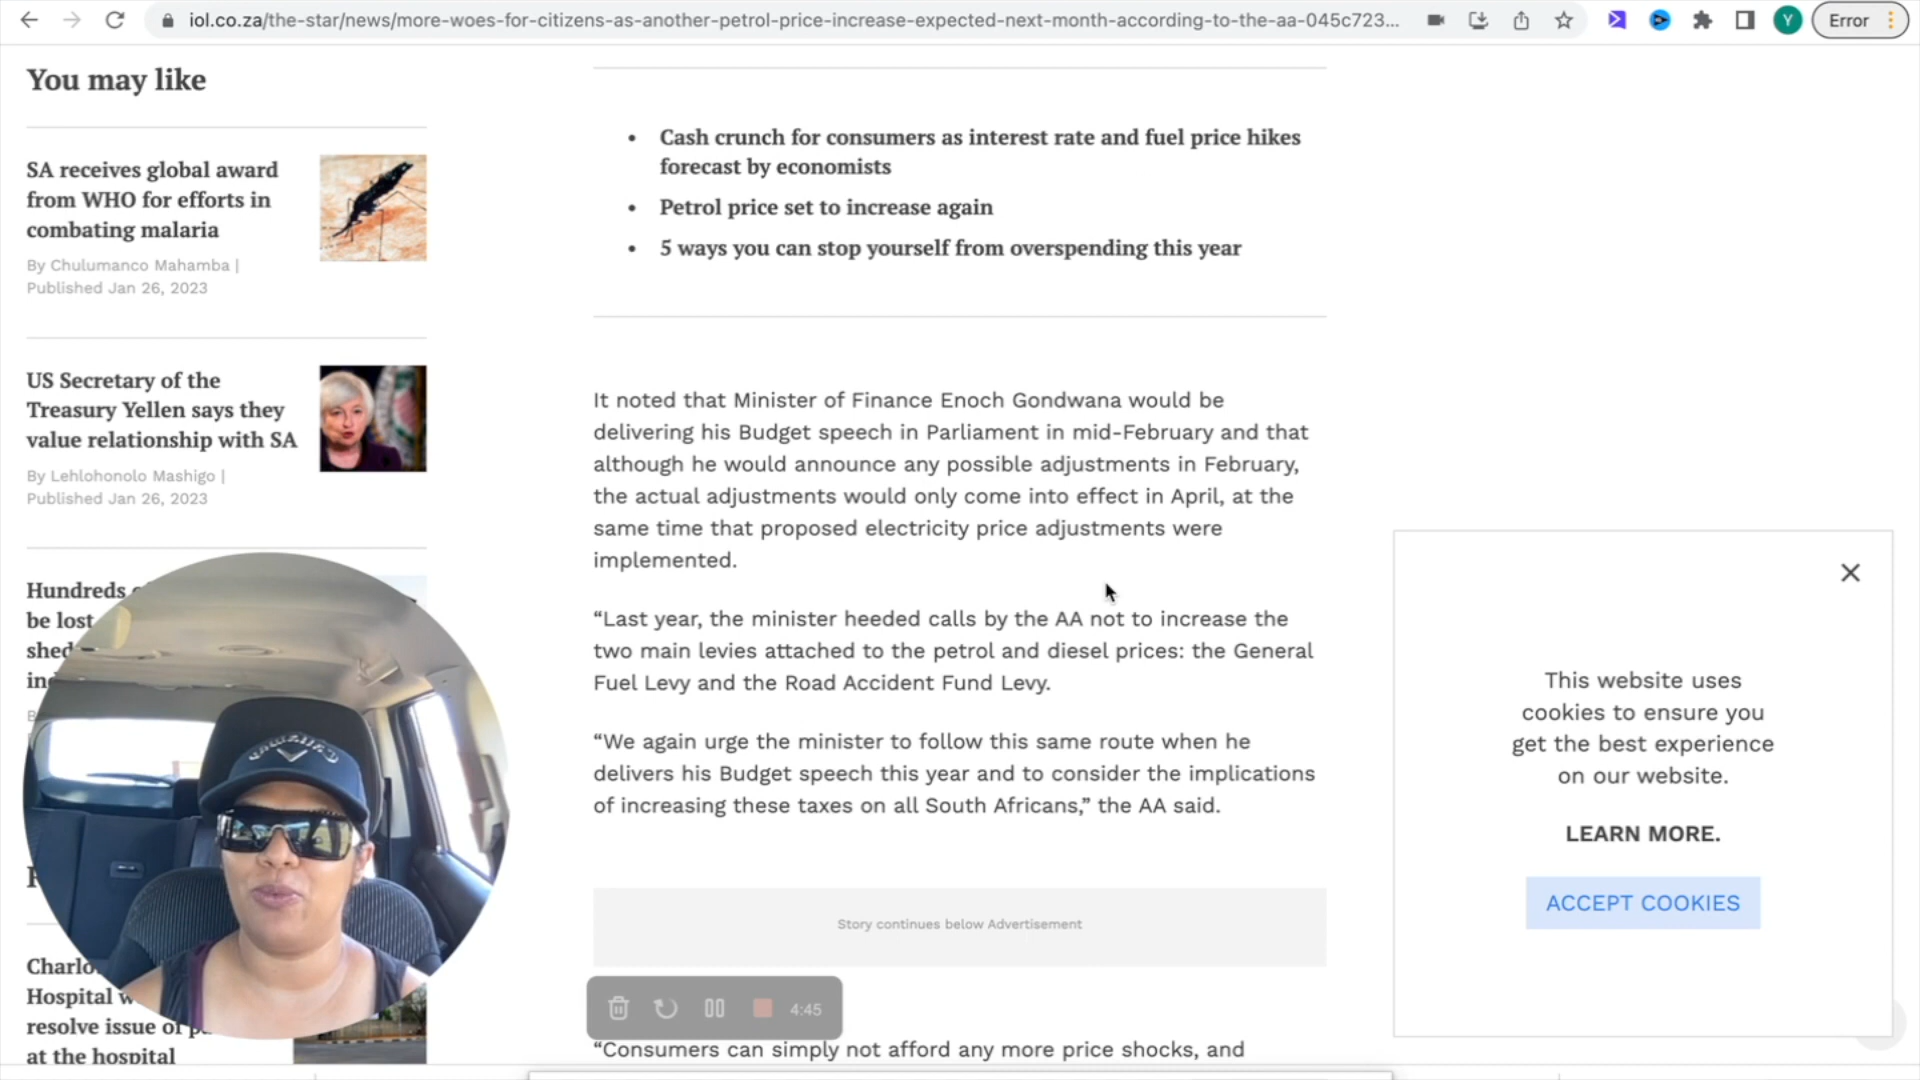 iol.co.za/the-star/news/more-woes-for-citizens-as-another-petrol-price-increase-expected-next-month-according-to-the-aa-045c723...
Y
Error
You may like
SA receives global award
from WHO for efforts in
combating malaria
By Chulumanco Mahamba |
Published Jan 26, 2023
US Secretary of the
Treasury Yellen says they
value relationship with SA
By Lehlohonolo Mashigo |
Published Jan 26, 2023
Hundreds
be lost
shed
Charlo
Hospital
resolve issue of
at the hospital
• Cash crunch for consumers as interest rate and fuel price hikes
forecast by economists
• Petrol price set to increase again
• 5 ways you can stop yourself from overspending this year
It noted that Minister of Finance Enoch Gondwana would be
delivering his Budget speech in Parliament in mid-February and that
although he would announce any possible adjustments in February,
the actual adjustments would only come into effect in April, at the
same time that proposed electricity price adjustments were
implemented.
“Last year, the minister heeded calls by the AA not to increase the
two main levies attached to the petrol and diesel prices: the General
Fuel Levy and the Road Accident Fund Levy.
“We again urge the minister to follow this same route when he
delivers his Budget speech this year and to consider the implications
of increasing these taxes on all South Africans,” the AA said.
Story continues below Advertisement
4:45
“Consumers can simply not afford any more price shocks, and
This website uses
cookies to ensure you
get the best experience
on our website.
LEARN MORE.
ACCEPT COOKIES